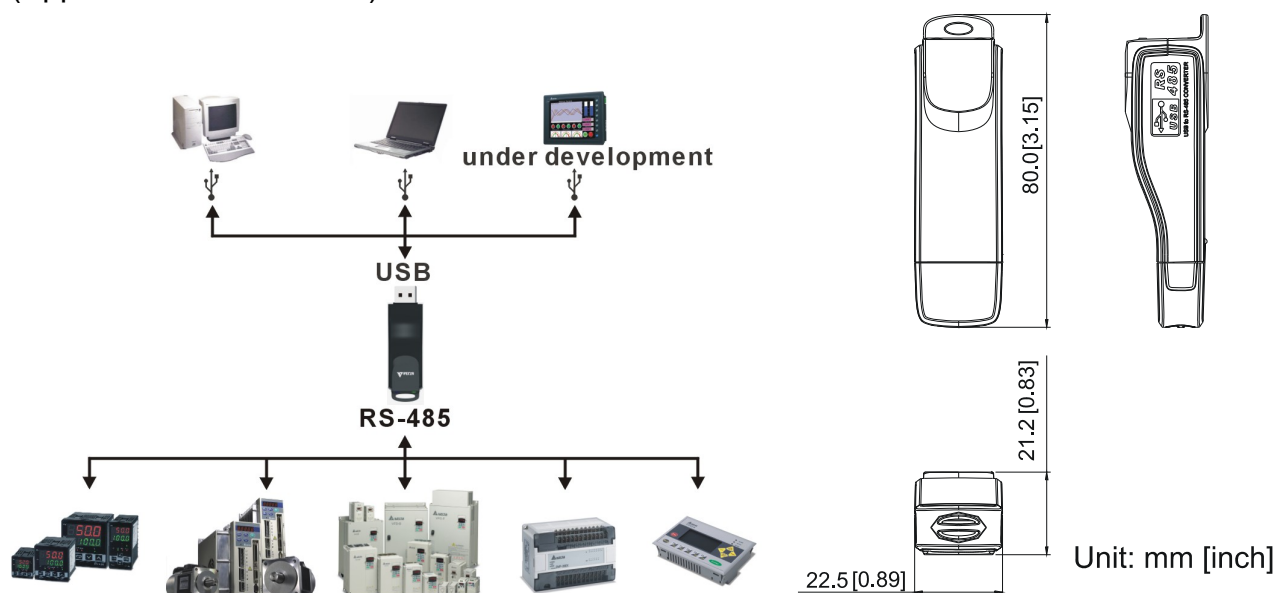 under development
USB
RS-485
80.0[3.15]
RS
485
USB
USB to RS-485 CONVERTER
21.2 [0.83]
22.5 [0.89]
Unit: mm [inch]